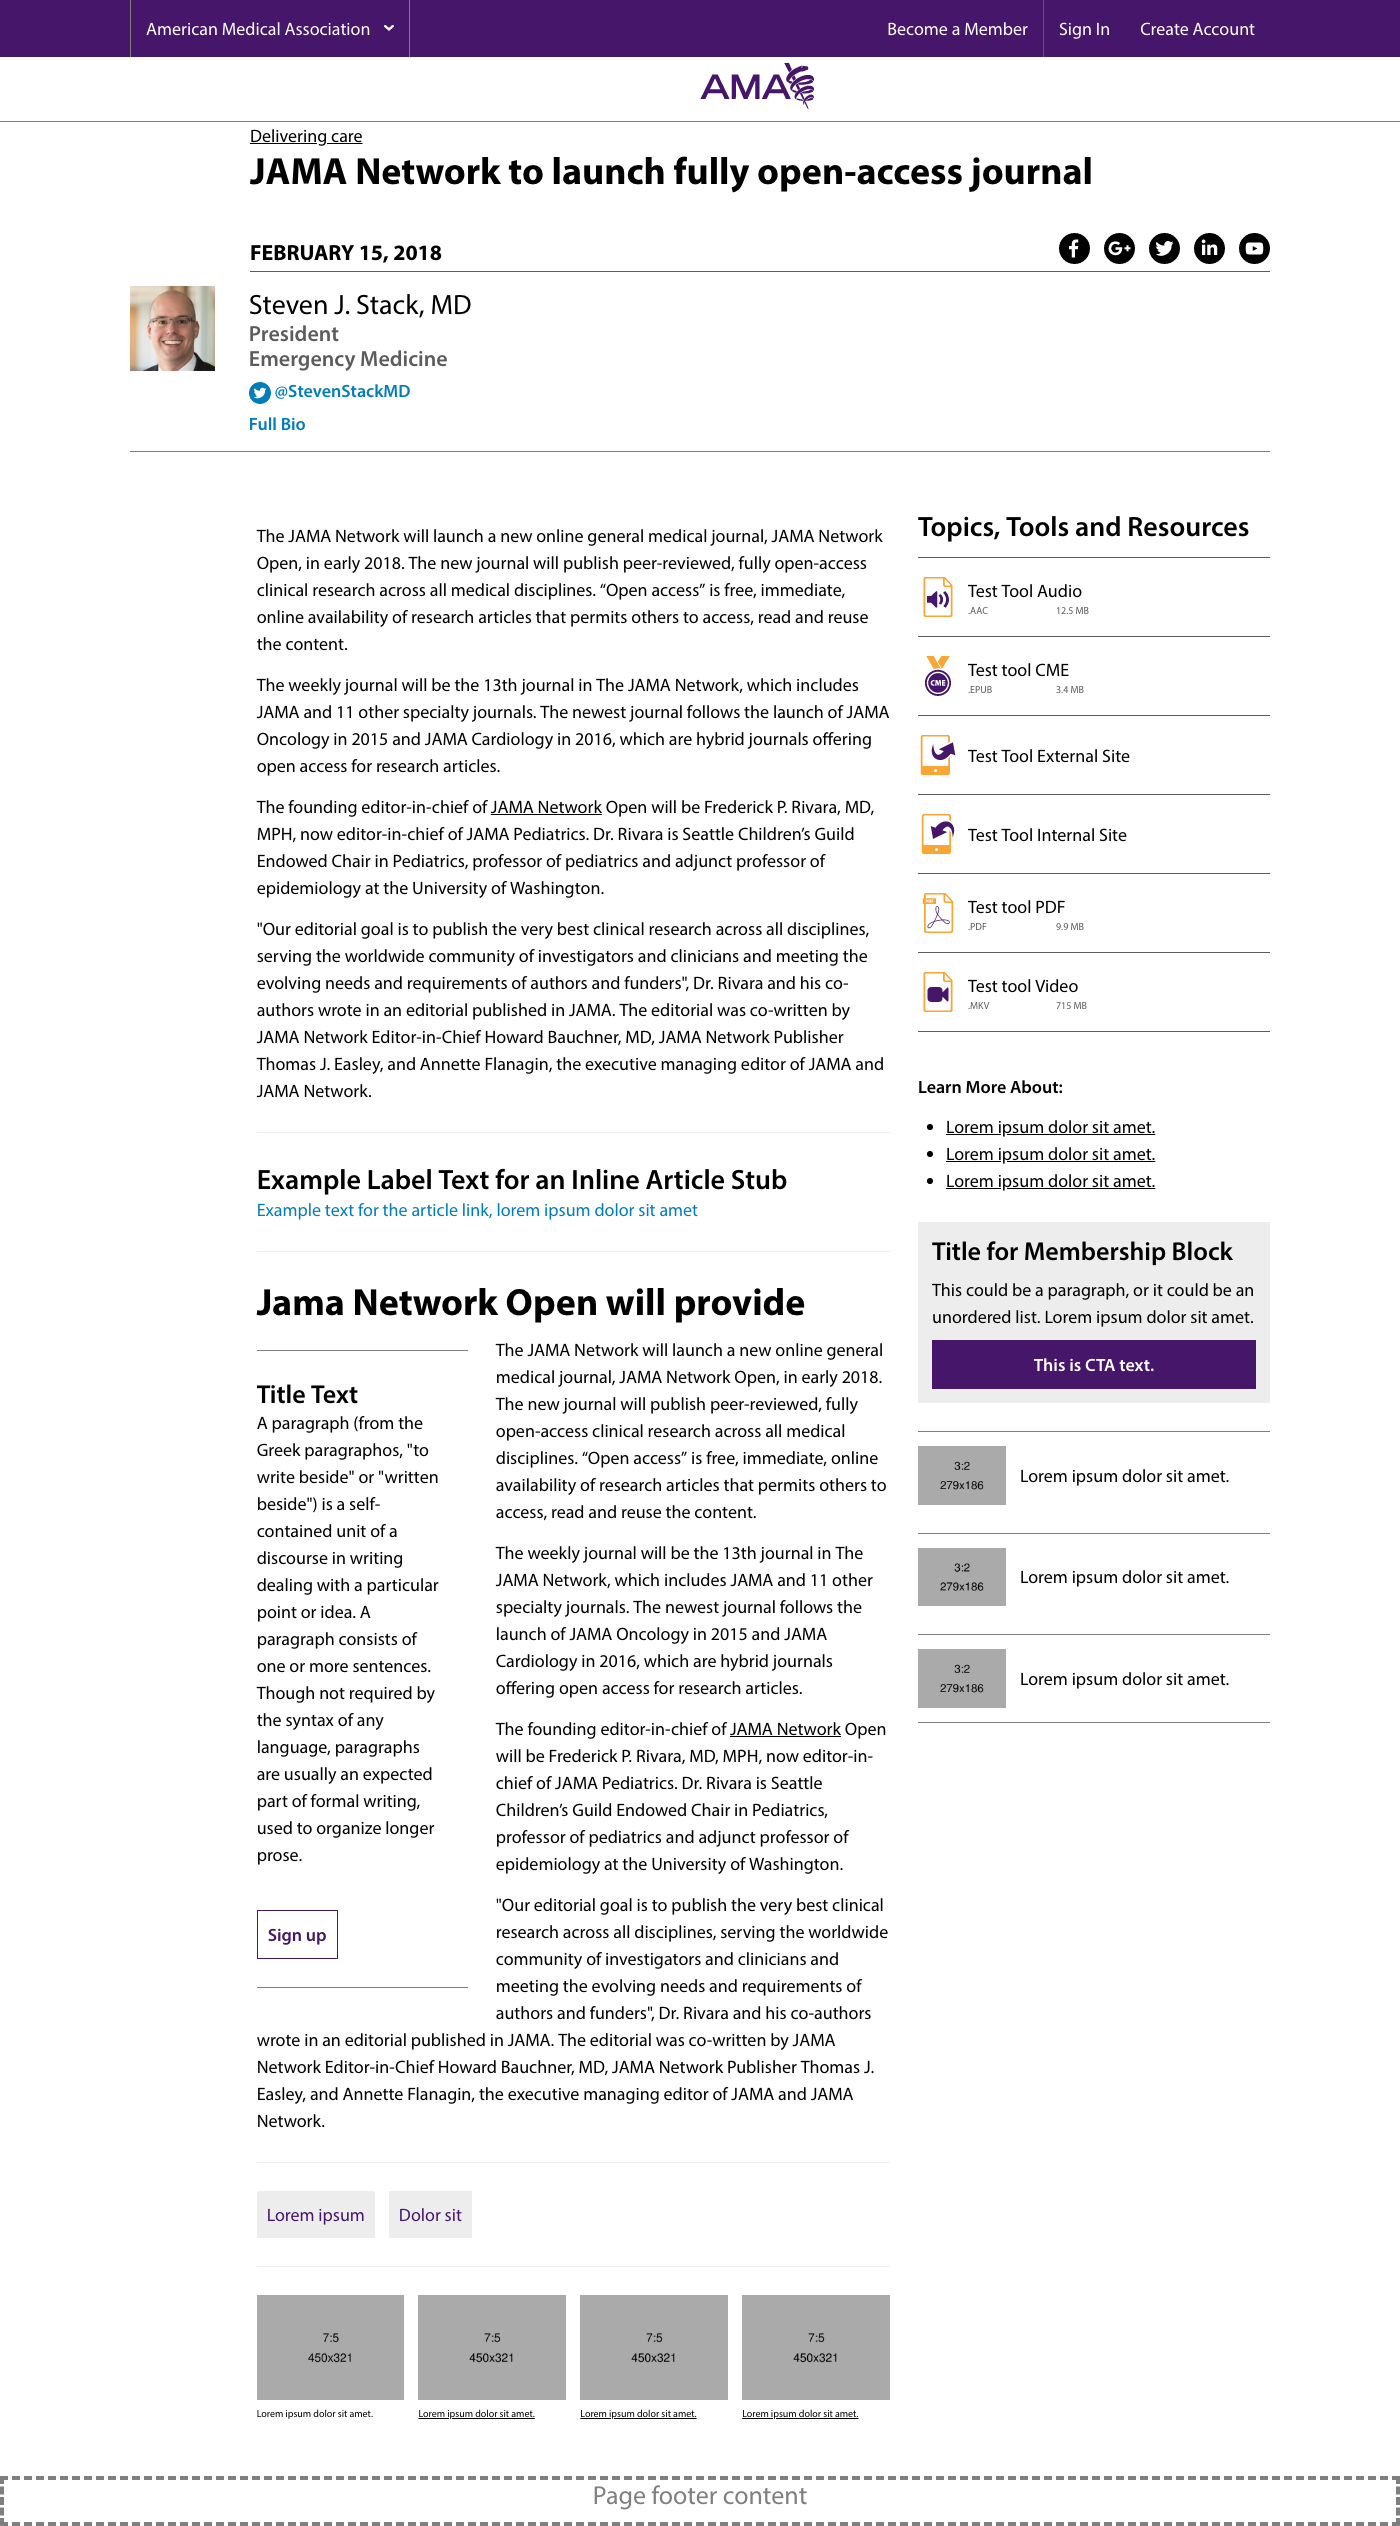 American Medical Association
Become a Member
Sign In
Create Account
AMA
Delivering care
JAMA Network to launch fully open-access journal
FEBRUARY 15, 2018
Steven J. Stack, MD
President
Emergency Medicine
@StevenStackMD
Full Bio
The JAMA Network will launch a new online general medical journal, JAMA Network
Open, in early 2018. The new journal will publish peer-reviewed, fully open-access
clinical research across all medical disciplines. “Open access” is free, immediate,
online availability of research articles that permits others to access, read and reuse
the content.
The weekly journal will be the 13th journal in The JAMA Network, which includes
JAMA and 11 other specialty journals. The newest journal follows the launch of JAMA
Oncology in 2015 and JAMA Cardiology in 2016, which are hybrid journals offering
open access for research articles.
The founding editor-in-chief of JAMA Network Open will be Frederick P. Rivara, MD,
MPH, now editor-in-chief of JAMA Pediatrics. Dr. Rivara is Seattle Children’s Guild
Endowed Chair in Pediatrics, professor of pediatrics and adjunct professor of
epidemiology at the University of Washington.
"Our editorial goal is to publish the very best clinical research across all disciplines,
serving the worldwide community of investigators and clinicians and meeting the
evolving needs and requirements of authors and funders", Dr. Rivara and his co-
authors wrote in an editorial published in JAMA. The editorial was co-written by
JAMA Network Editor-in-Chief Howard Bauchner, MD, JAMA Network Publisher
Thomas J. Easley, and Annette Flanagin, the executive managing editor of JAMA and
JAMA Network.
Example Label Text for an Inline Article Stub
Example text for the article link, lorem ipsum dolor sit amet
Jama Network Open will provide
Title Text
A paragraph (from the
Greek paragraphos, "to
write beside" or "written
beside") is a self-
contained unit of a
discourse in writing
dealing with a particular
point or idea. A
paragraph consists of
one or more sentences.
Though not required by
the syntax of any
language, paragraphs
are usually an expected
part of formal writing,
used to organize longer
prose.
Sign up
The JAMA Network will launch a new online general
medical journal, JAMA Network Open, in early 2018.
The new journal will publish peer-reviewed, fully
open-access clinical research across all medical
disciplines. “Open access” is free, immediate, online
availability of research articles that permits others to
access, read and reuse the content.
The weekly journal will be the 13th journal in The
JAMA Network, which includes JAMA and 11 other
specialty journals. The newest journal follows the
launch of JAMA Oncology in 2015 and JAMA
Cardiology in 2016, which are hybrid journals
offering open access for research articles.
The founding editor-in-chief of JAMA Network Open
will be Frederick P. Rivara, MD, MPH, now editor-in-
chief of JAMA Pediatrics. Dr. Rivara is Seattle
Children’s Guild Endowed Chair in Pediatrics,
professor of pediatrics and adjunct professor of
epidemiology at the University of Washington.
"Our editorial goal is to publish the very best clinical
research across all disciplines, serving the worldwide
community of investigators and clinicians and
meeting the evolving needs and requirements of
authors and funders", Dr. Rivara and his co-authors
wrote in an editorial published in JAMA. The editorial was co-written by JAMA
Network Editor-in-Chief Howard Bauchner, MD, JAMA Network Publisher Thomas J.
Easley, and Annette Flanagin, the executive managing editor of JAMA and JAMA
Network.
Lorem ipsum
Dolor sit
7:5
450x321
Lorem ipsum dolor sit amet.
7:5
450x321
Lorem ipsum dolor sit amet.
7:5
450x321
Lorem ipsum dolor sit amet.
7:5
450x321
Lorem ipsum dolor sit amet.
Topics, Tools and Resources
Test Tool Audio
.AAC 12.5 MB
CME
Test tool CME
.EPUB 3.4 MB
Test Tool External Site
Test Tool Internal Site
PDF
Test tool PDF
.PDF 9.9 MB
Test tool Video
.MKV 715 MB
Learn More About:
Lorem ipsum dolor sit amet.
Lorem ipsum dolor sit amet.
Lorem ipsum dolor sit amet.
Title for Membership Block
This could be a paragraph, or it could be an
unordered list. Lorem ipsum dolor sit amet.
This is CTA text.
3:2
279x186
Lorem ipsum dolor sit amet.
3:2
279x186
Lorem ipsum dolor sit amet.
3:2
279x186
Lorem ipsum dolor sit amet.
Page footer content